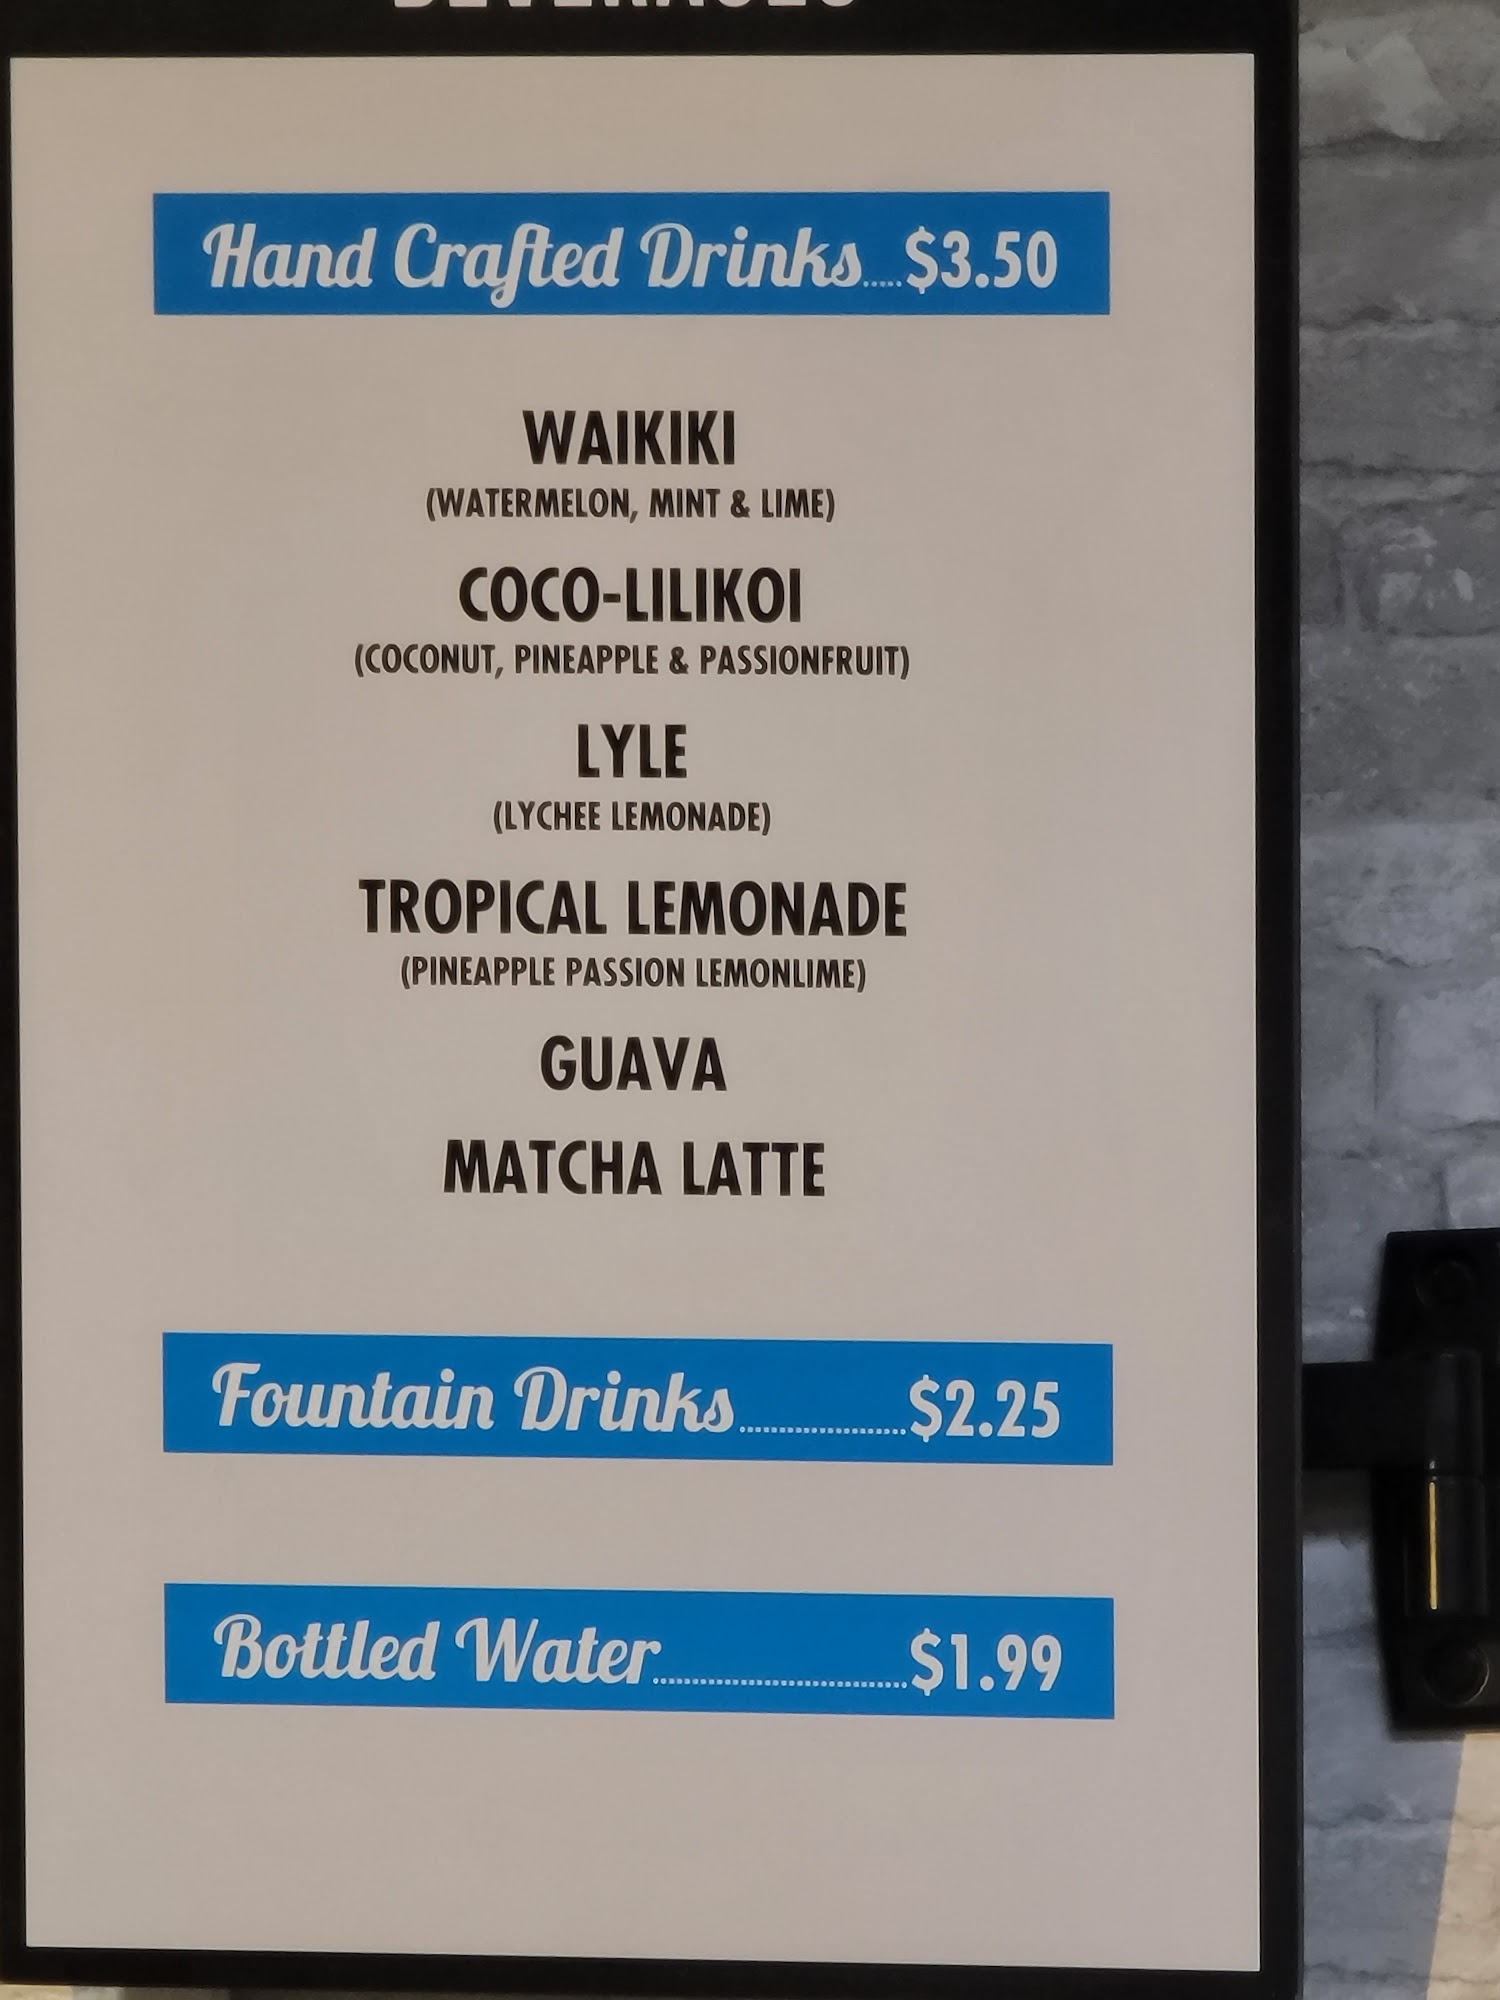 BEVERAGES
Hand Crafted Drinks.....$3.50
WAIKIKI
(WATERMELON, MINT & LIME)
COCO-LILIKOI
(COCONUT, PINEAPPLE & PASSIONFRUIT)
LYLE
(LYCHEE LEMONADE)
TROPICAL LEMONADE
(PINEAPPLE PASSION LEMONLIME)
GUAVA
MATCHA LATTE
Fountain Drinks.....................$2.25
Bottled Water................................$1.99